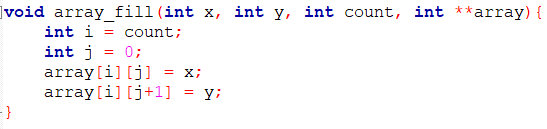 void array_fill(int x, int y, int count, int **array){
    int i = count;
    int j = 0;
    array[i][j] = x;
    array[i][j+1] = y;
}